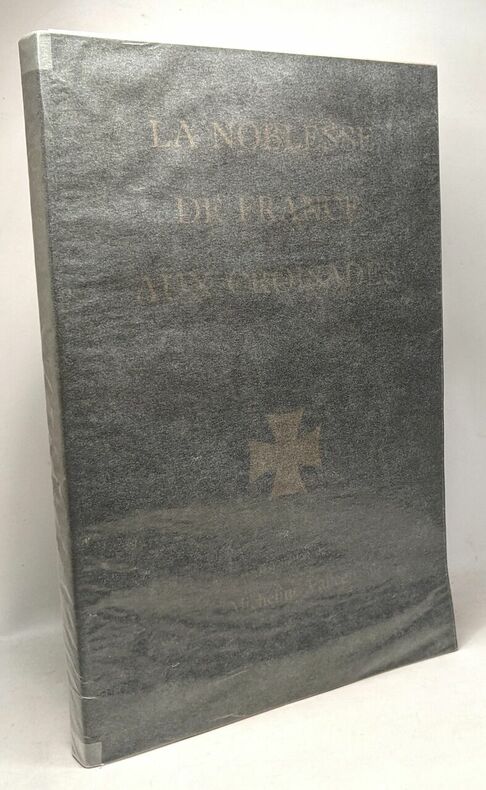 LA NOBLESSE
DE FRANCE
AUX CROISADES